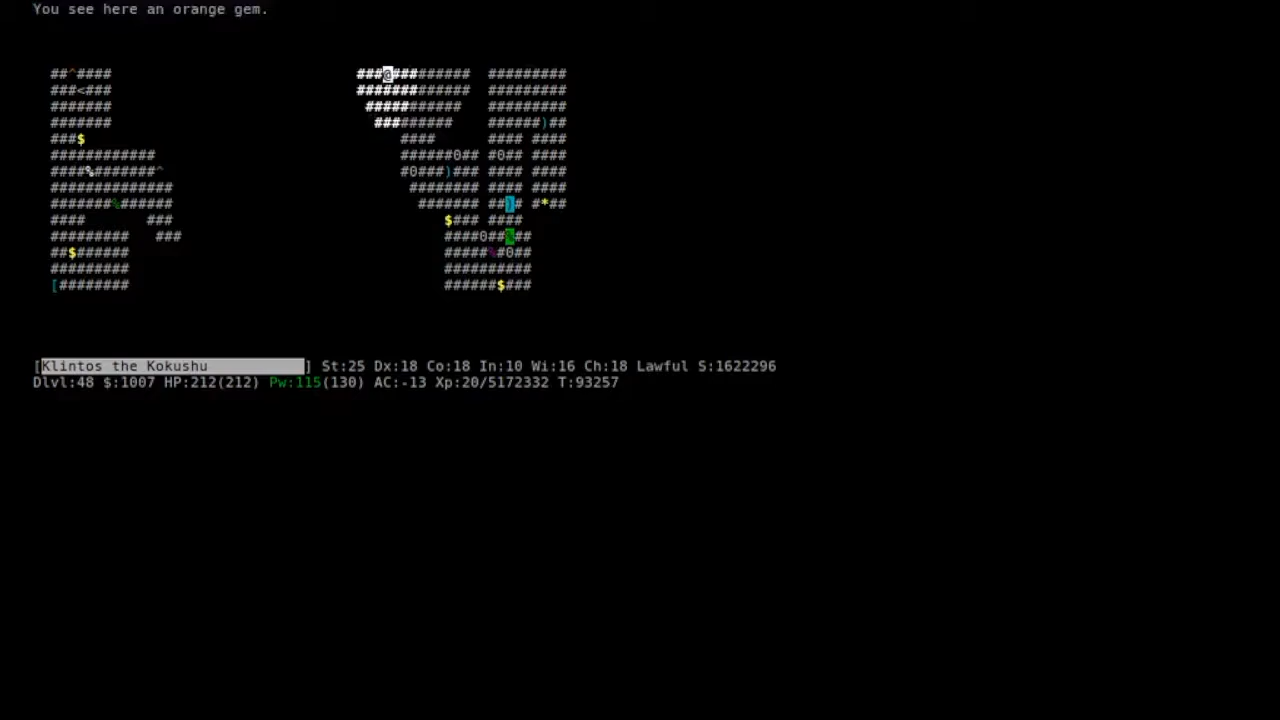 You see here an orange gem.
##^#### ###@######### #########
###<### ############# #########
####### ########### #########
####### ######### ######)##
###$ #### #### ####
############ ######0## #0## ####
####%#######^ #0###)### #### ####
############## ######## #### ####
#######%###### ####### ##)# #*##
#### ### $### ####
######### ### ####0##%##
##$###### #####%#0##
######### ##########
[######## ######$###
[Klintos the Kokushu ] St:25 Dx:18 Co:18 In:10 Wi:16 Ch:18 Lawful S:1622296
Dlvl:48 $:1007 HP:212(212) Pw:115(130) AC:-13 Xp:20/5172332 T:93257